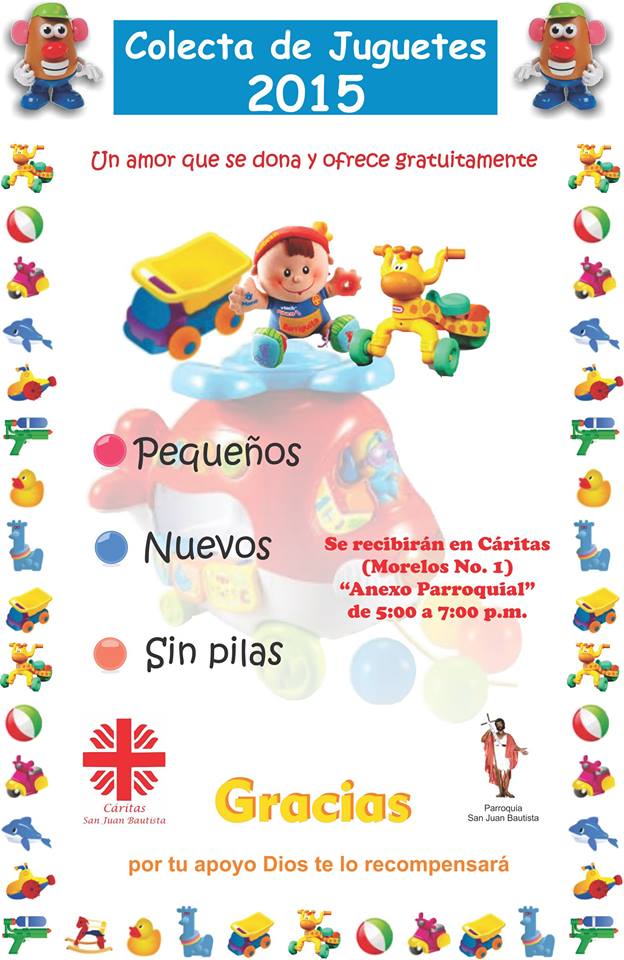 Colecta de Juguetes
2015
Un amor que se dona y ofrece gratuitamente
Pequeños
Nuevos
Sin pilas
Se recibirán en Cáritas
(Morelos No. 1)
“Anexo Parroquial”
de 5:00 a 7:00 p.m.
Cáritas
San Juan Bautista
Gracias
Parroquia
San Juan Bautista
por tu apoyo Dios te lo recompensará